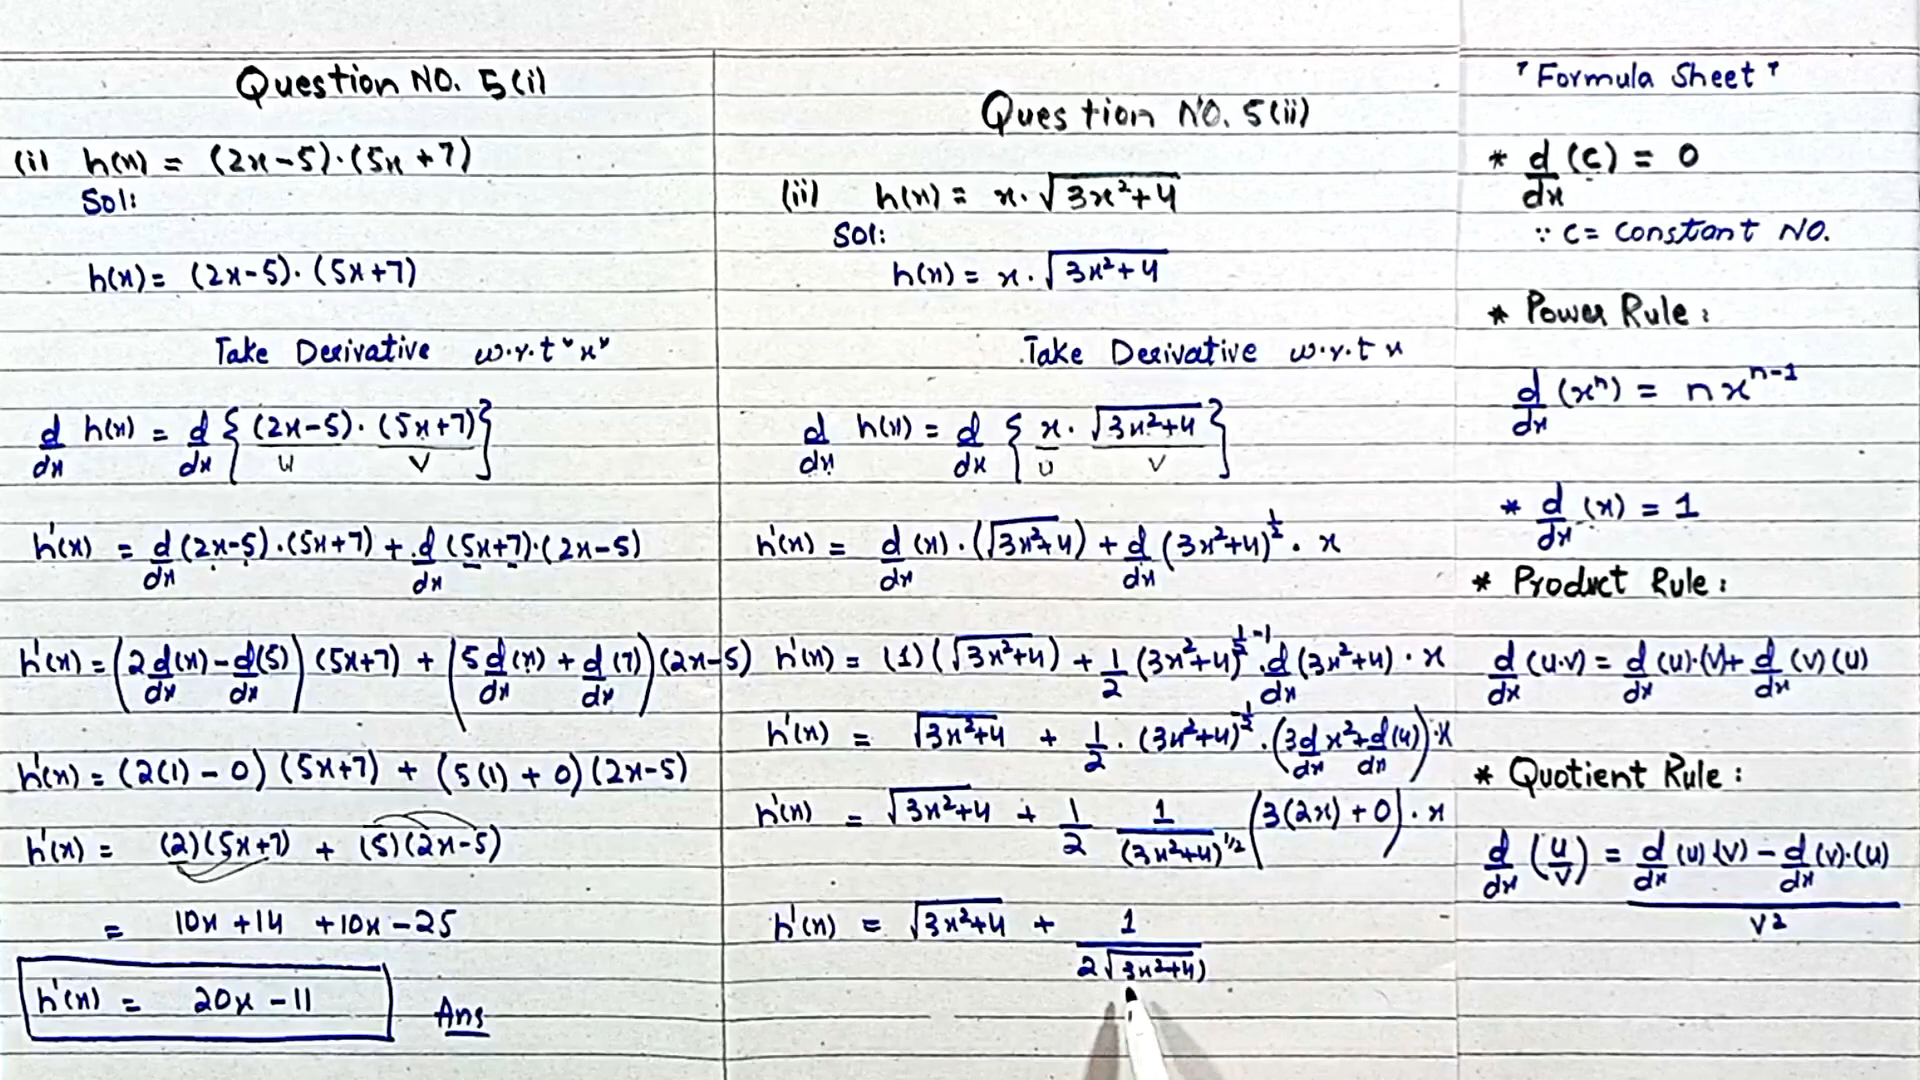 Question NO. 5(i)
(i) h(x) = (2x-5)·(5x+7)
Sol:
h(x) = (2x-5)·(5x+7)
Take Derivative w.r.t "x"
d/dx h(x) = d/dx {(2x-5)·(5x+7)}
u v
h'(x) = d/dx (2x-5)·(5x+7) + d/dx (5x+7)·(2x-5)
h'(x) = (2 d/dx (x) - d/dx (5)) (5x+7) + (5 d/dx (x) + d/dx (7)) (2x-5)
h'(x) = (2(1) - 0) (5x+7) + (5(1) + 0) (2x-5)
h'(x) = (2)(5x+7) + (5)(2x-5)
= 10x +14 +10x -25
h'(x) = 20x -11 Ans
Question NO. 5(ii)
(ii) h(x) = x·√(3x²+4)
Sol:
h(x) = x·√(3x²+4)
Take Derivative w.r.t x
d/dx h(x) = d/dx {x·√(3x²+4)}
u v
h'(x) = d/dx (x)·(√(3x²+4)) + d/dx (3x²+4)^(1/2) · x
h'(x) = (1)(√(3x²+4)) + 1/2 (3x²+4)^(1/2 -1) · d/dx (3x²+4) · x
h'(x) = √(3x²+4) + 1/2 · (3x²+4)^(-1/2) · (3 d/dx x² + d/dx (4)) · x
h'(x) = √(3x²+4) + 1/2 1/(3x²+4)^(1/2) (3(2x) + 0) · x
h'(x) = √(3x²+4) + 1/(2√(3x²+4))
" Formula Sheet "
* d/dx (c) = 0
∵ c = constant NO.
* Power Rule:
d/dx (xⁿ) = n xⁿ⁻¹
* d/dx (x) = 1
* Product Rule:
d/dx (u·v) = d/dx (u)·(v) + d/dx (v)(u)
* Quotient Rule:
d/dx (u/v) = (d/dx (u)·(v) - d/dx (v)·(u)) / v²